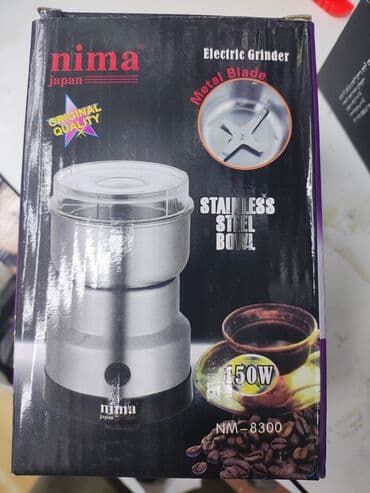 nima
japan
Electric Grinder
Metal Blade
ORIGINAL
QUALITY
STAINLESS
STEEL
BOWL
150W
nima
japan
NM-8300